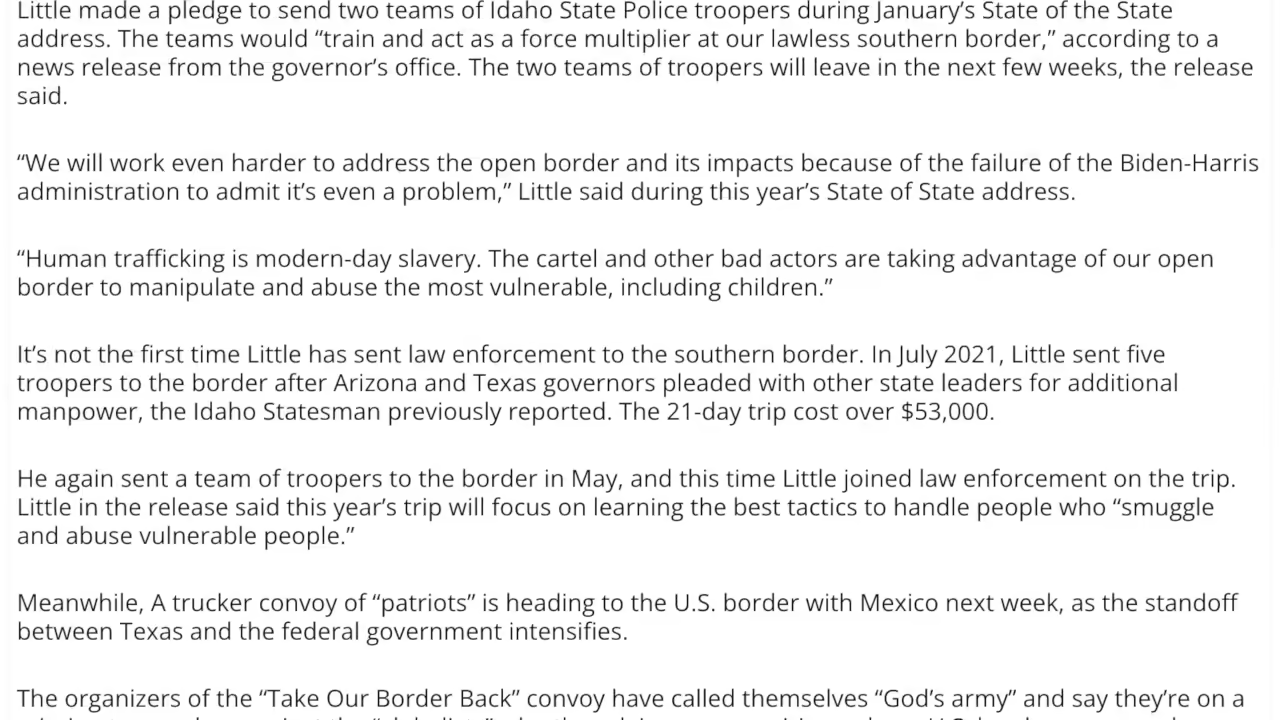 Little made a pledge to send two teams of Idaho State Police troopers during January’s State of the State
address. The teams would “train and act as a force multiplier at our lawless southern border,” according to a
news release from the governor’s office. The two teams of troopers will leave in the next few weeks, the release
said.
“We will work even harder to address the open border and its impacts because of the failure of the Biden-Harris
administration to admit it’s even a problem,” Little said during this year’s State of State address.
“Human trafficking is modern-day slavery. The cartel and other bad actors are taking advantage of our open
border to manipulate and abuse the most vulnerable, including children.”
It’s not the first time Little has sent law enforcement to the southern border. In July 2021, Little sent five
troopers to the border after Arizona and Texas governors pleaded with other state leaders for additional
manpower, the Idaho Statesman previously reported. The 21-day trip cost over $53,000.
He again sent a team of troopers to the border in May, and this time Little joined law enforcement on the trip.
Little in the release said this year’s trip will focus on learning the best tactics to handle people who “smuggle
and abuse vulnerable people.”
Meanwhile, A trucker convoy of “patriots” is heading to the U.S. border with Mexico next week, as the standoff
between Texas and the federal government intensifies.
The organizers of the “Take Our Border Back” convoy have called themselves “God’s army” and say they’re on a